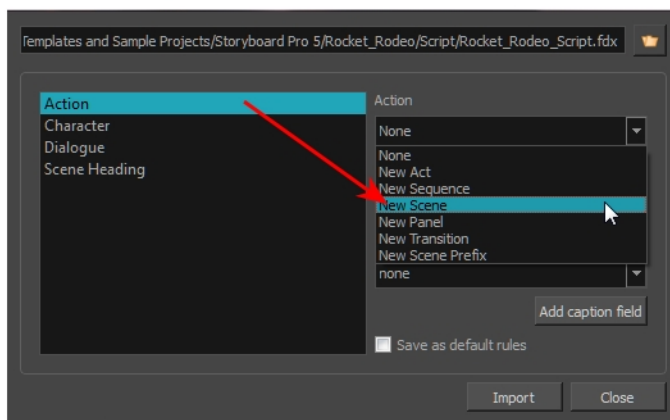 Templates and Sample Projects/Storyboard Pro 5/Rocket_Rodeo/Script/Rocket_Rodeo_Script.fdx
Action
Character
Dialogue
Scene Heading
Action
None
None
New Act
New Sequence
New Scene
New Panel
New Transition
New Scene Prefix
none
Add caption field
Save as default rules
Import
Close